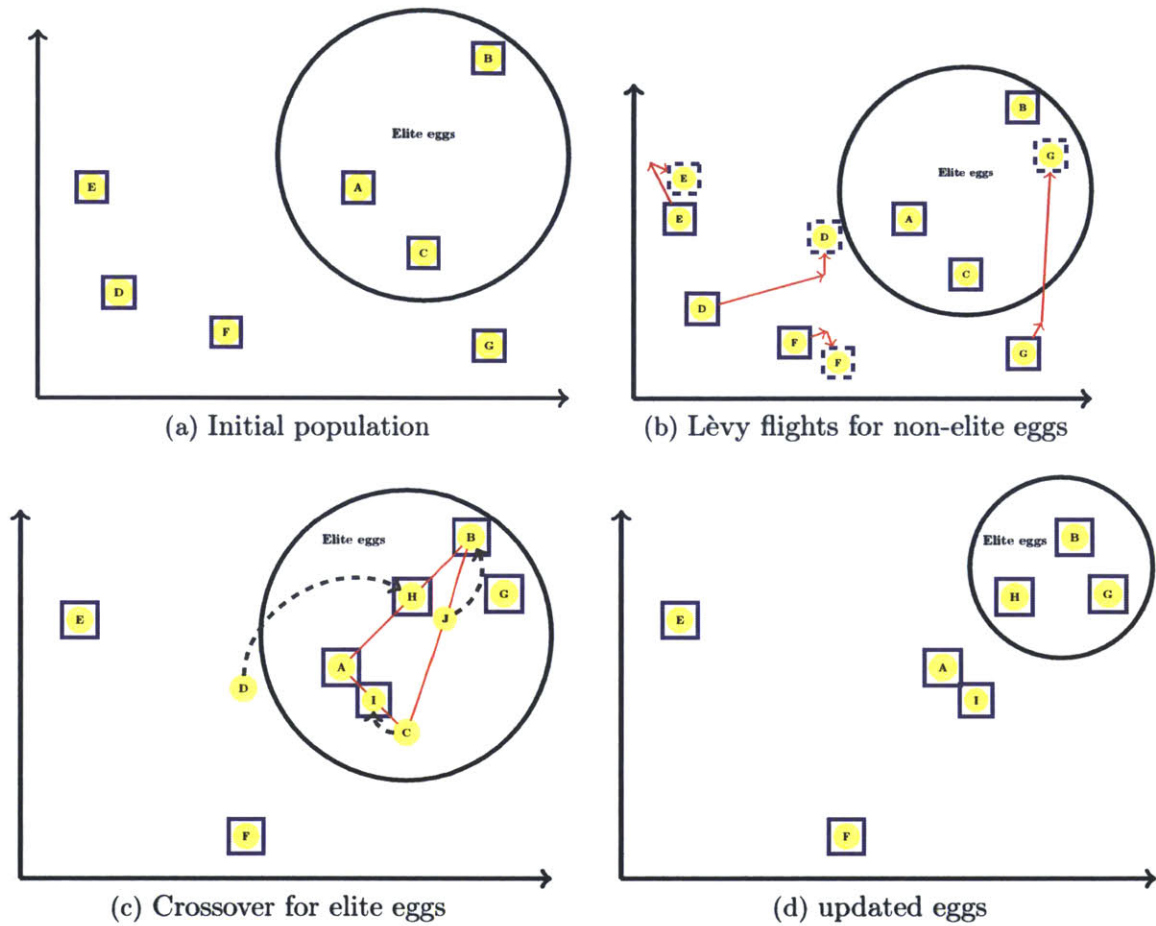 B
Elite eggs
E
A
C
D
F
G
(a) Initial population
B
G
Elite eggs
E
E
A
D
C
D
F
F
G
(b) Lèvy flights for non-elite eggs
Elite eggs
B
H
G
E
J
A
D
I
C
F
(c) Crossover for elite eggs
Elite eggs
B
H
G
E
A
I
F
(d) updated eggs